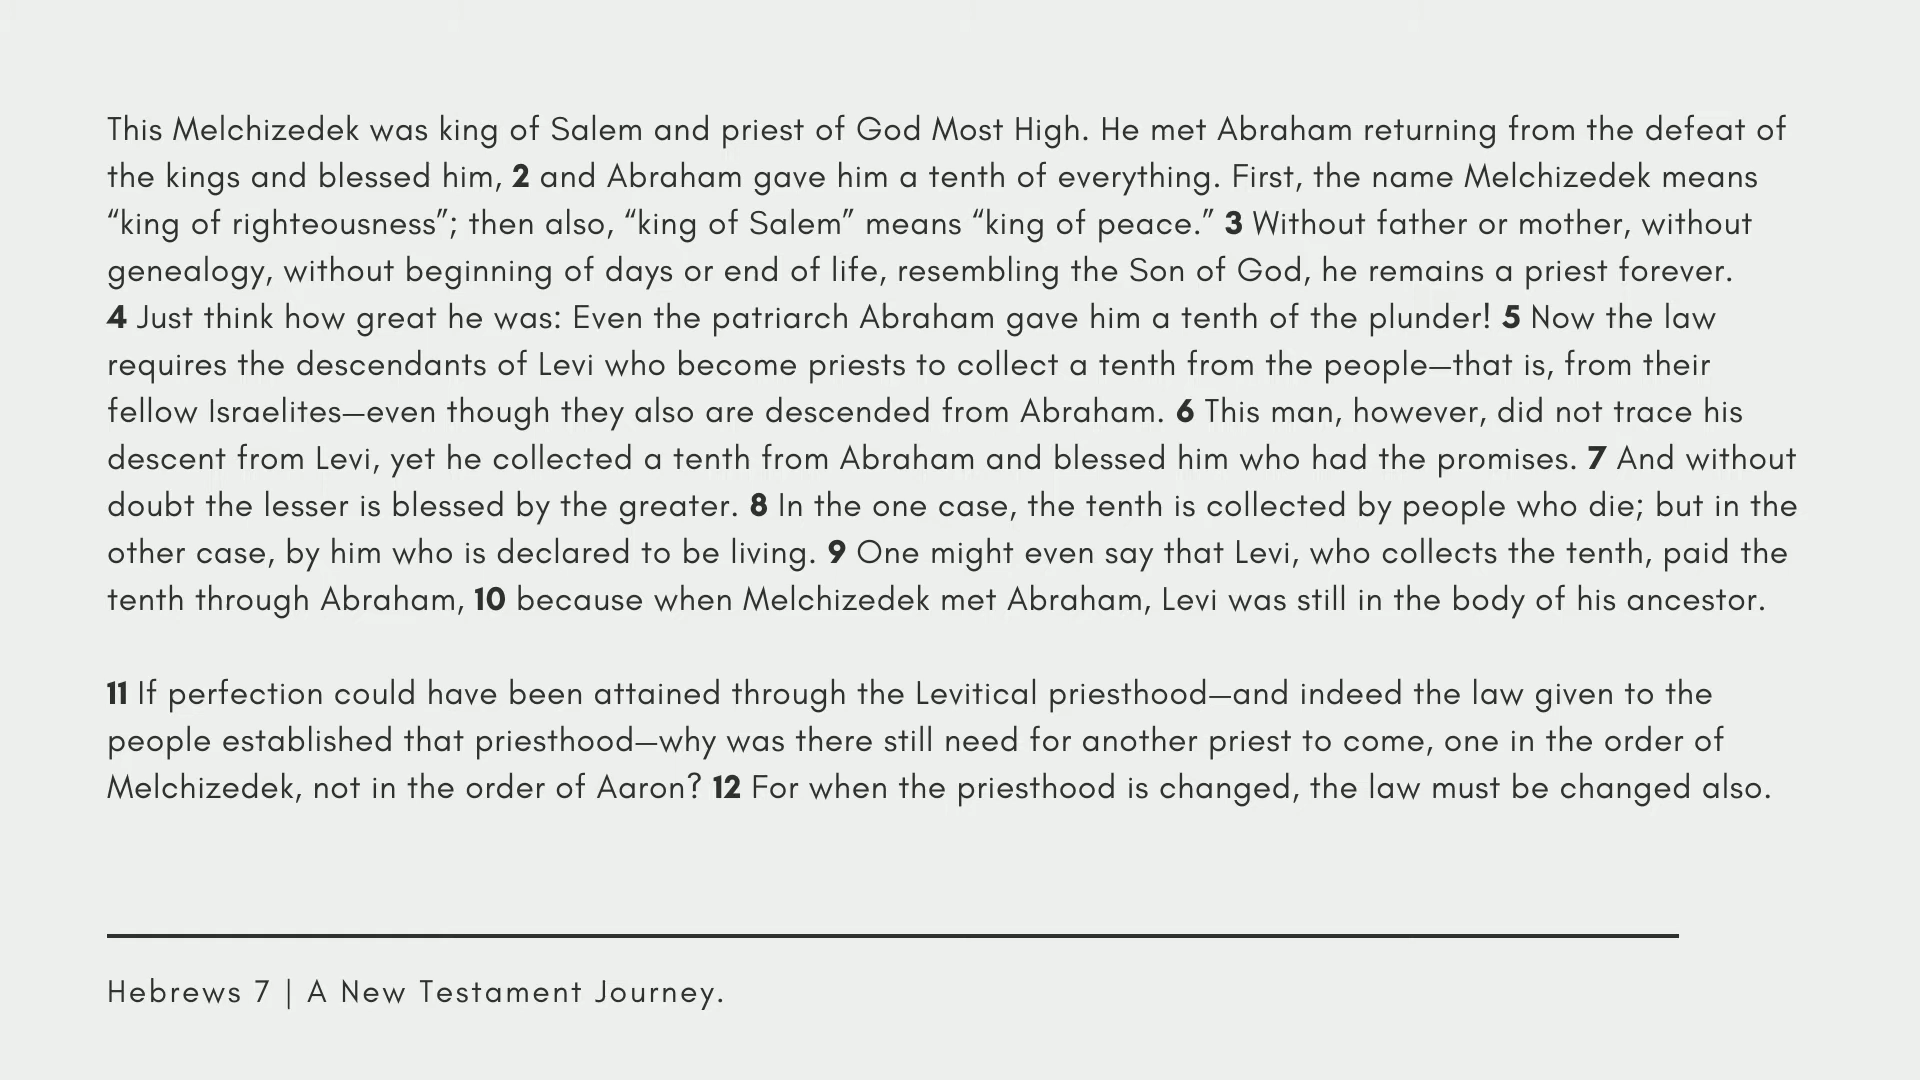 This Melchizedek was king of Salem and priest of God Most High. He met Abraham returning from the defeat of
the kings and blessed him, 2 and Abraham gave him a tenth of everything. First, the name Melchizedek means
“king of righteousness”; then also, “king of Salem” means “king of peace.” 3 Without father or mother, without
genealogy, without beginning of days or end of life, resembling the Son of God, he remains a priest forever.
4 Just think how great he was: Even the patriarch Abraham gave him a tenth of the plunder! 5 Now the law
requires the descendants of Levi who become priests to collect a tenth from the people—that is, from their
fellow Israelites—even though they also are descended from Abraham. 6 This man, however, did not trace his
descent from Levi, yet he collected a tenth from Abraham and blessed him who had the promises. 7 And without
doubt the lesser is blessed by the greater. 8 In the one case, the tenth is collected by people who die; but in the
other case, by him who is declared to be living. 9 One might even say that Levi, who collects the tenth, paid the
tenth through Abraham, 10 because when Melchizedek met Abraham, Levi was still in the body of his ancestor.
11 If perfection could have been attained through the Levitical priesthood—and indeed the law given to the
people established that priesthood—why was there still need for another priest to come, one in the order of
Melchizedek, not in the order of Aaron? 12 For when the priesthood is changed, the law must be changed also.
Hebrews 7 | A New Testament Journey.